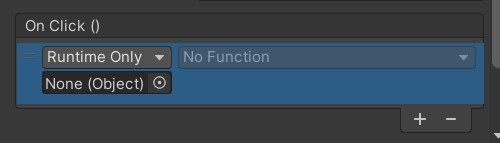 On Click ()
Runtime Only No Function
None (Object)